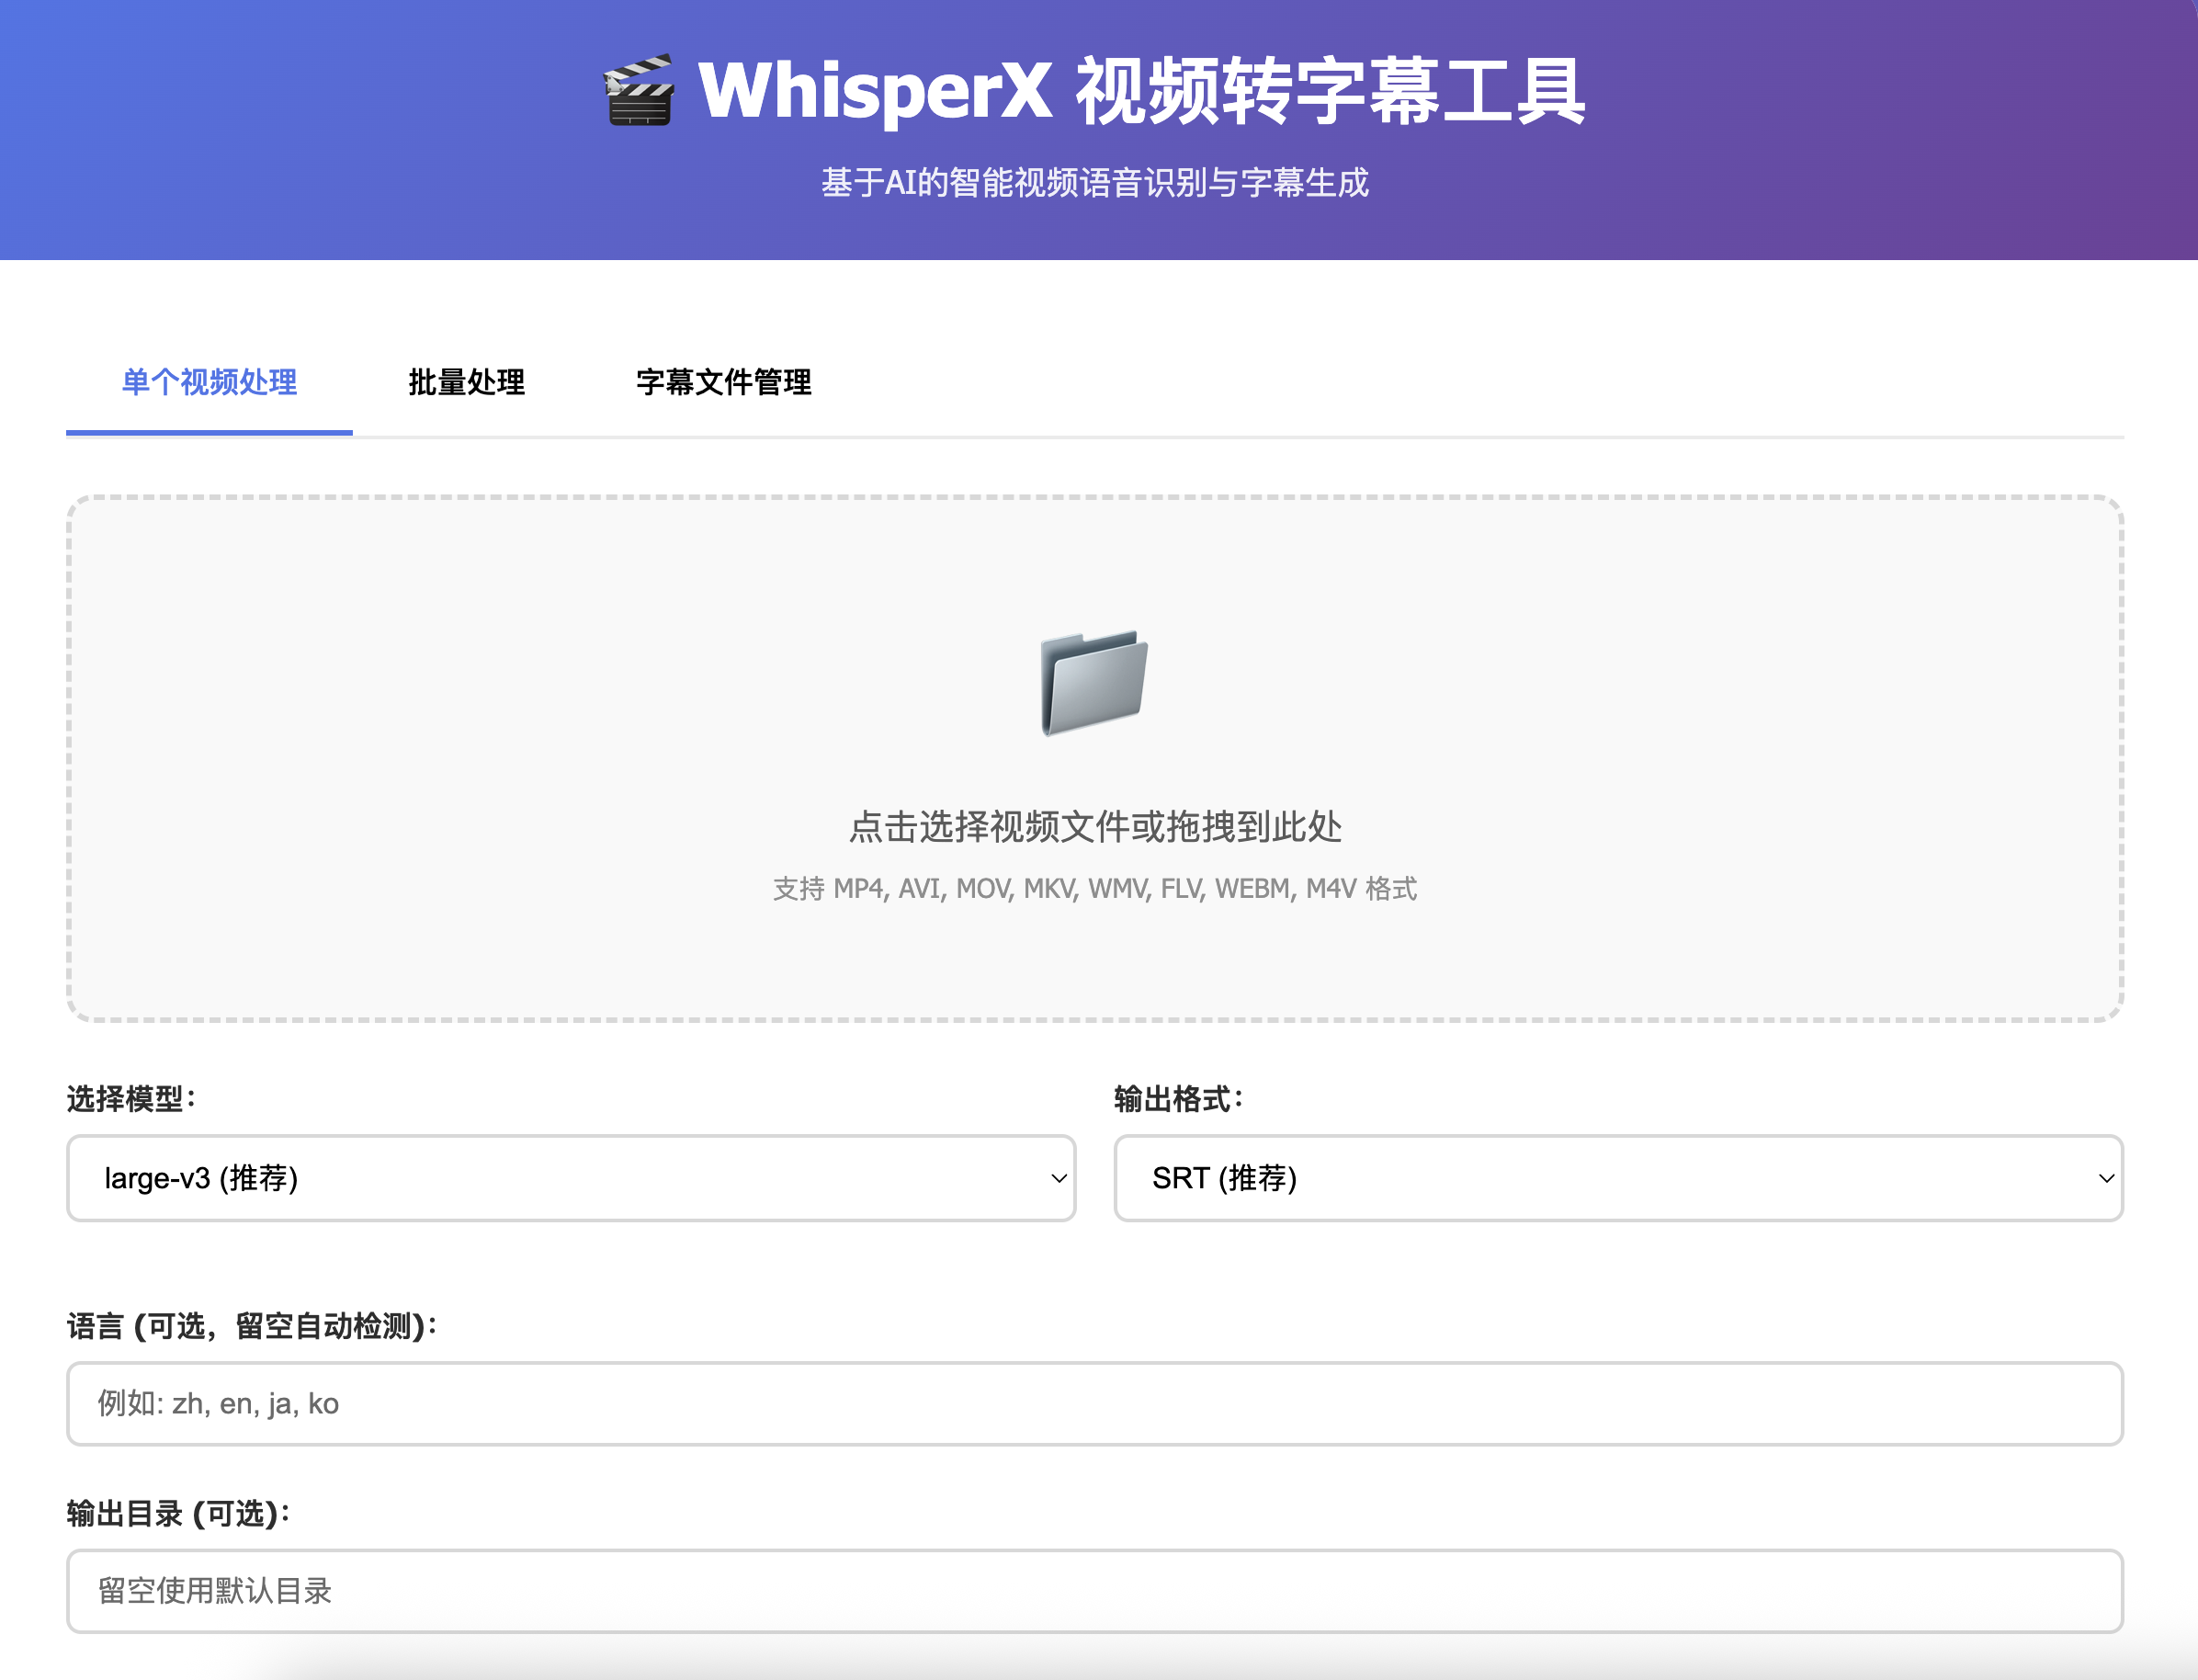 WhisperX 视频转字幕工具
基于AI的智能视频语音识别与字幕生成
单个视频处理
批量处理
字幕文件管理
点击选择视频文件或拖拽到此处
支持 MP4, AVI, MOV, MKV, WMV, FLV, WEBM, M4V 格式
选择模型：
large-v3 (推荐)
输出格式：
SRT (推荐)
语言 (可选，留空自动检测)：
例如: zh, en, ja, ko
输出目录 (可选)：
留空使用默认目录